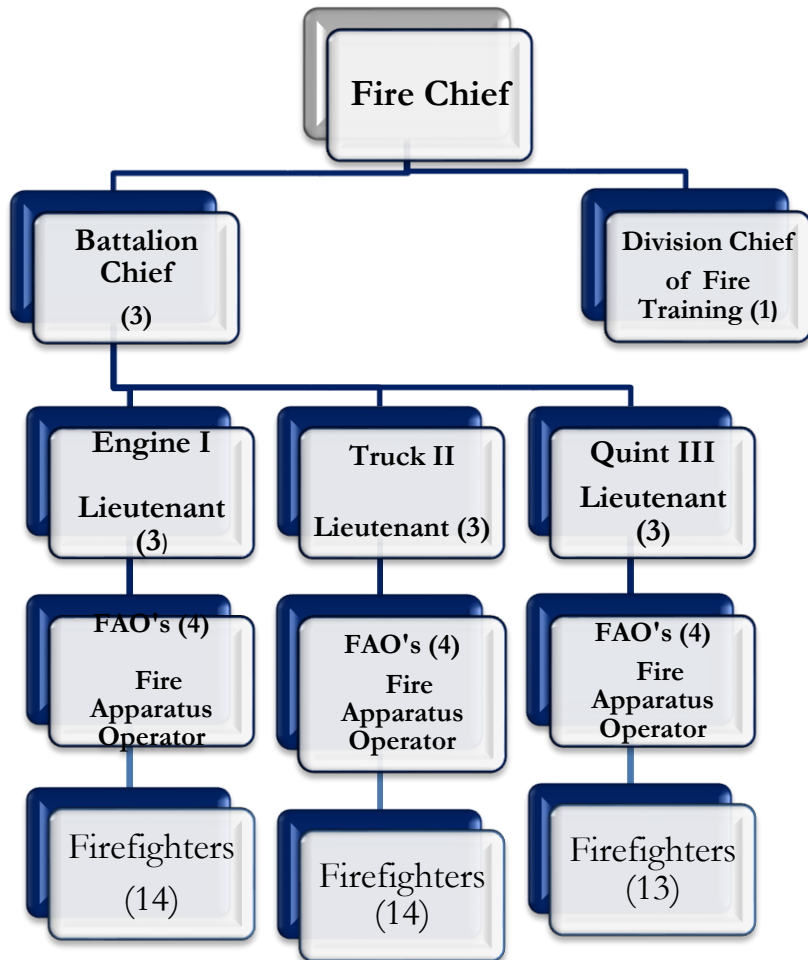 Fire Chief
Battalion
Chief
(3)
Division Chief
of Fire
Training (1)
Engine I
Lieutenant
(3)
Truck II
Lieutenant (3)
Quint III
Lieutenant
(3)
FAO's (4)
Fire
Apparatus
Operator
FAO's (4)
Fire
Apparatus
Operator
FAO's (4)
Fire
Apparatus
Operator
Firefighters
(14)
Firefighters
(14)
Firefighters
(13)